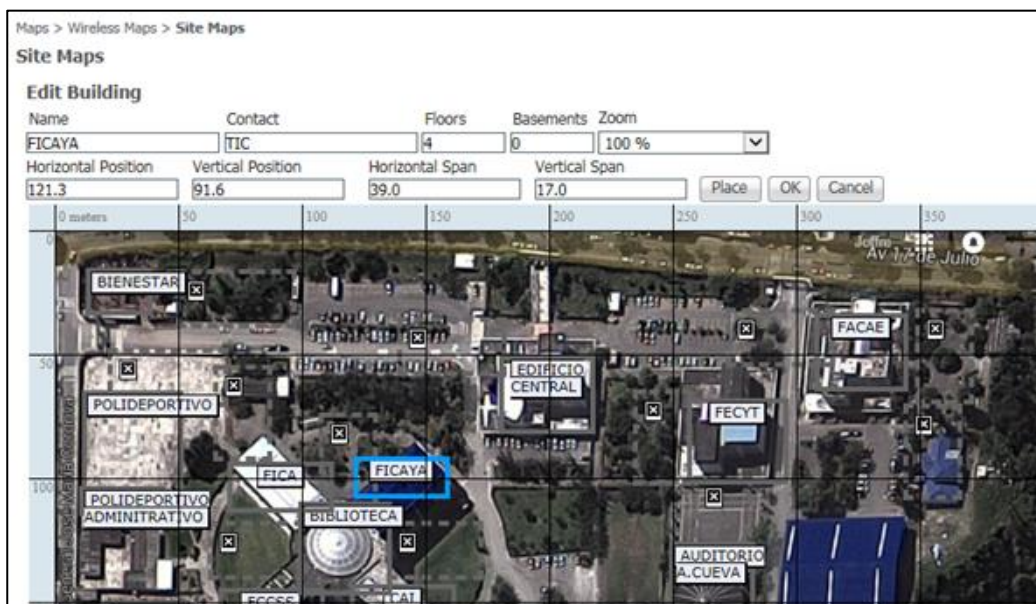 Maps > Wireless Maps > Site Maps
Site Maps
Edit Building
Name Contact Floors Basements Zoom
FICAYA TIC 4 0 100 %
Horizontal Position Vertical Position Horizontal Span Vertical Span
121.3 91.6 39.0 17.0 Place OK Cancel
0 meters 50 100 150 200 250 300 350
0
Joffre
Av 17 de Julio
BIENESTAR
FACAE
50
EDIFICIO
CENTRAL
POLIDEPORTIVO
FECYT
FICA
FICAYA
100
POLIDEPORTIVO
ADMINITRATIVO
BIBLIOTECA
AUDITORIO
A.CUEVA